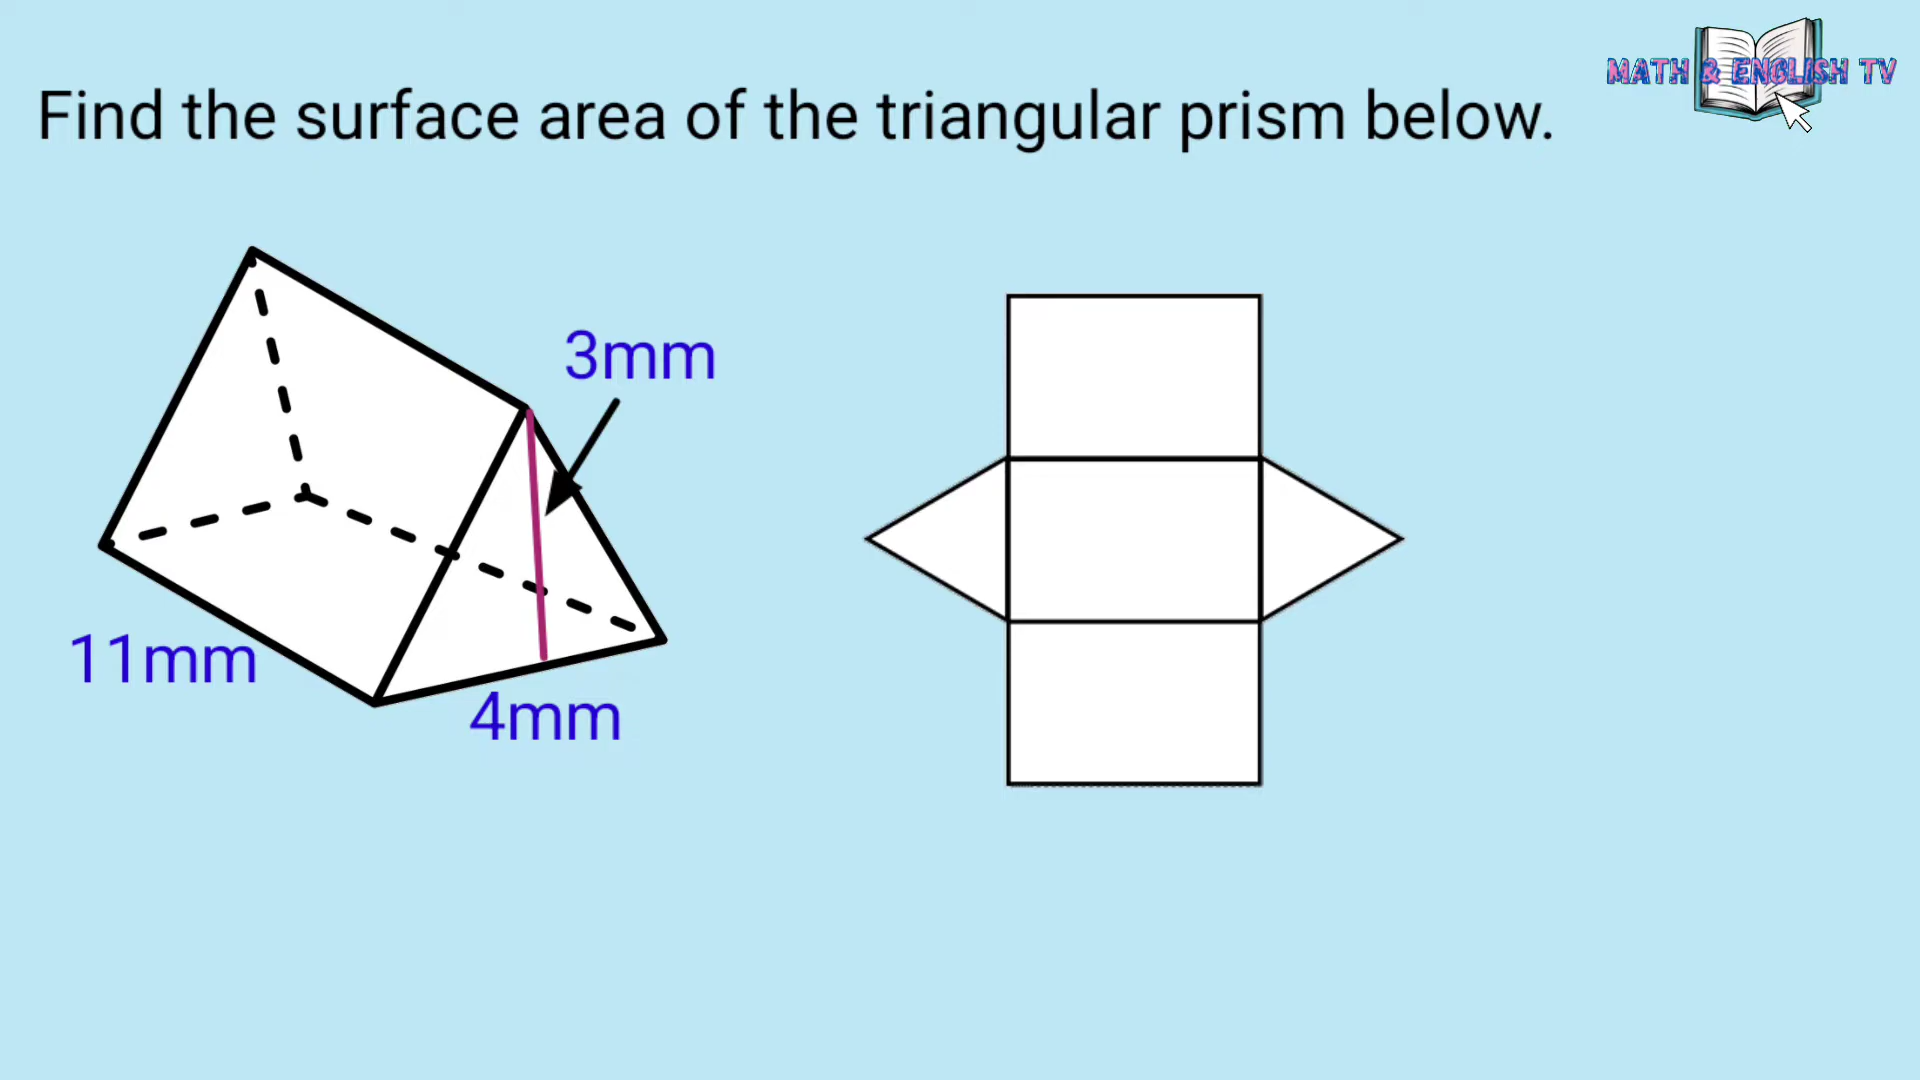 MATH & ENGLISH TV
Find the surface area of the triangular prism below.
3mm
11mm
4mm